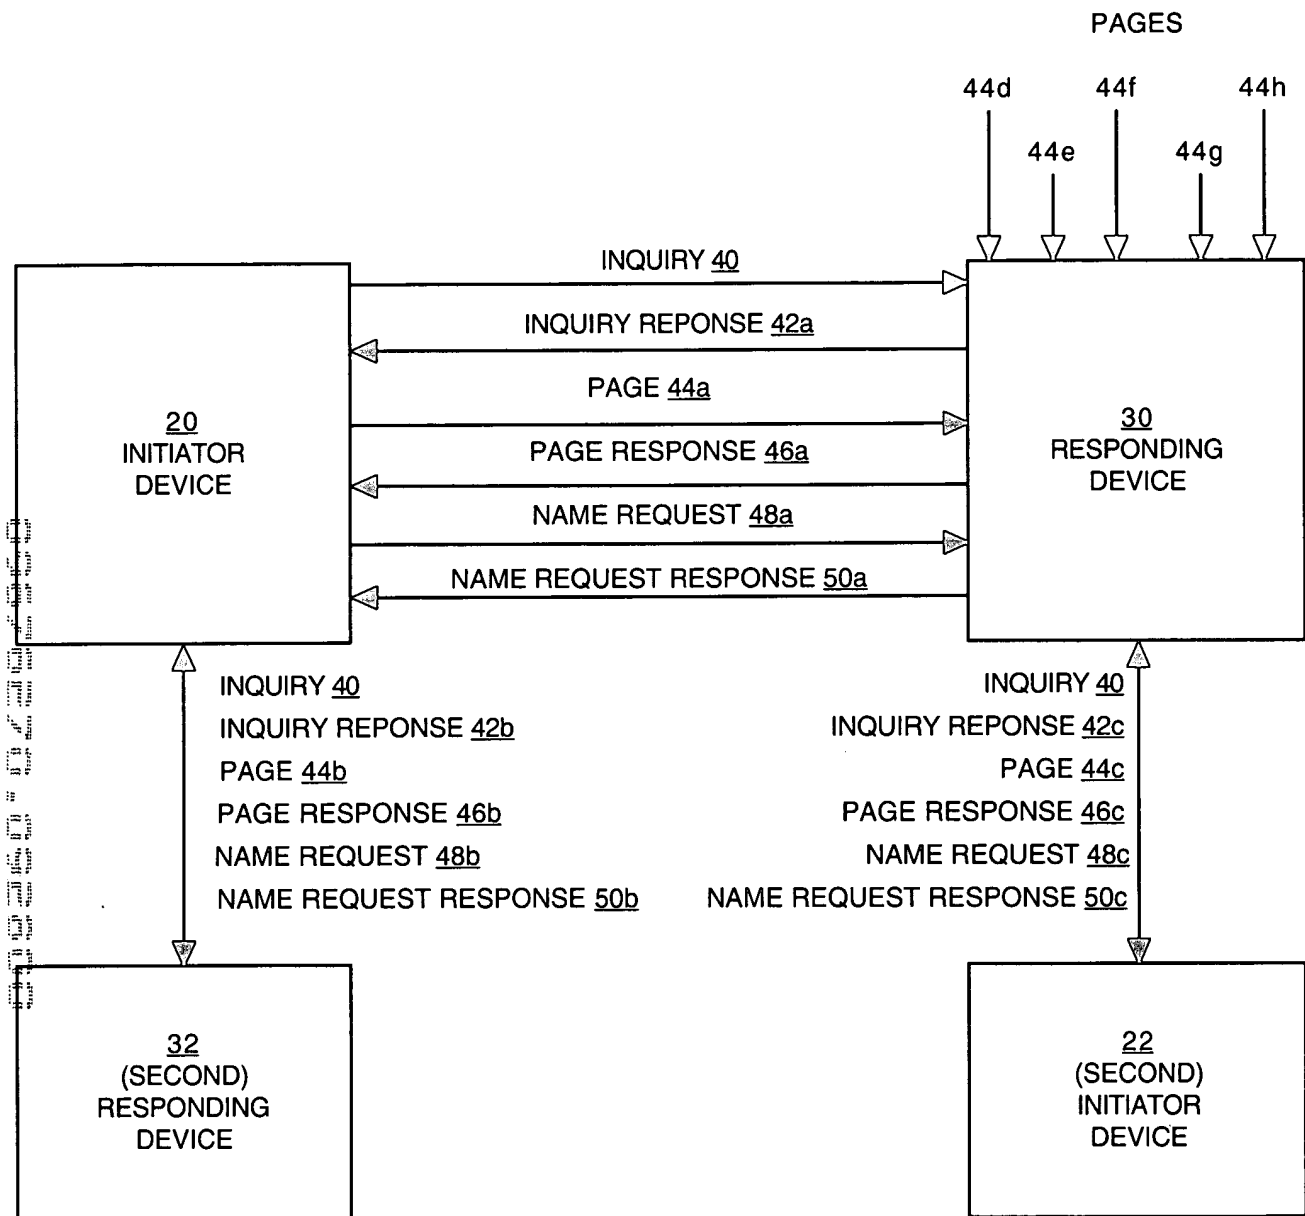 PAGES
44d 44f 44h
44e 44g
INQUIRY 40
INQUIRY REPONSE 42a
PAGE 44a
PAGE RESPONSE 46a
NAME REQUEST 48a
NAME REQUEST RESPONSE 50a
20
INITIATOR
DEVICE
30
RESPONDING
DEVICE
INQUIRY 40
INQUIRY REPONSE 42b
PAGE 44b
PAGE RESPONSE 46b
NAME REQUEST 48b
NAME REQUEST RESPONSE 50b
INQUIRY 40
INQUIRY REPONSE 42c
PAGE 44c
PAGE RESPONSE 46c
NAME REQUEST 48c
NAME REQUEST RESPONSE 50c
32
(SECOND)
RESPONDING
DEVICE
22
(SECOND)
INITIATOR
DEVICE